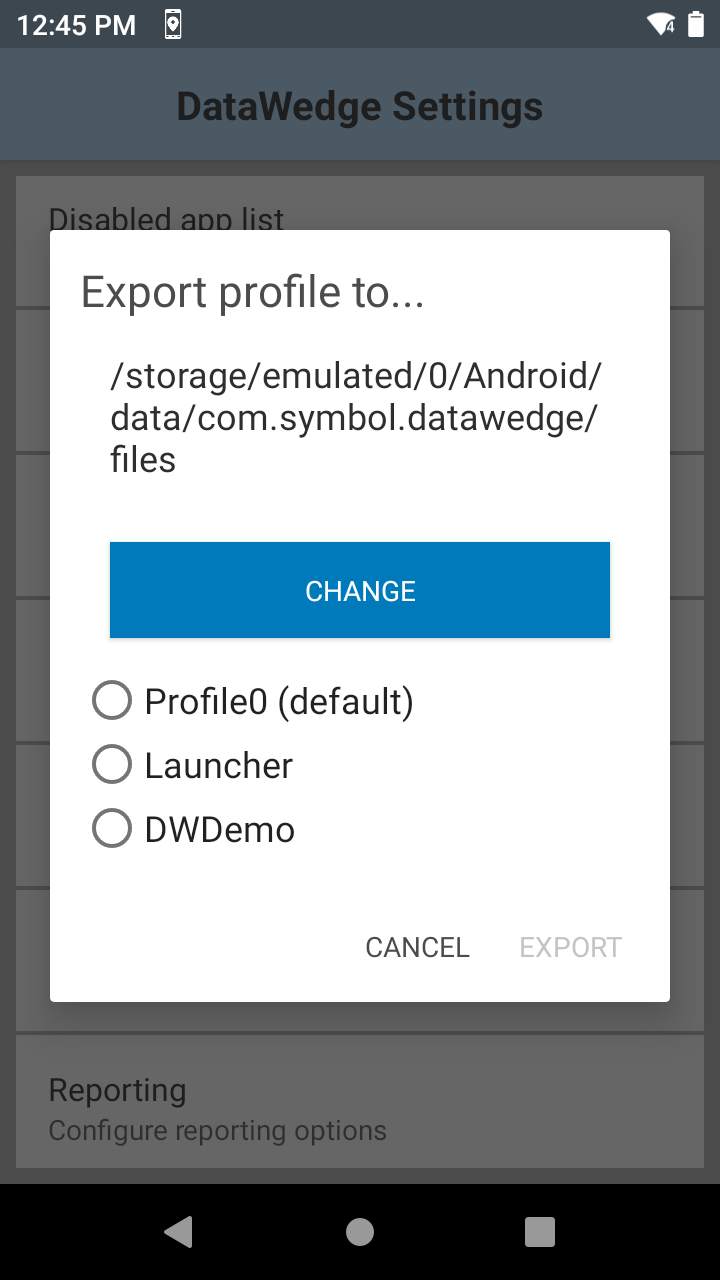 12:45 PM
4
DataWedge Settings
Disabled app list
Export profile to...
/storage/emulated/0/Android/
data/com.symbol.datawedge/
files
CHANGE
Profile0 (default)
Launcher
DWDemo
CANCEL EXPORT
Reporting
Configure reporting options